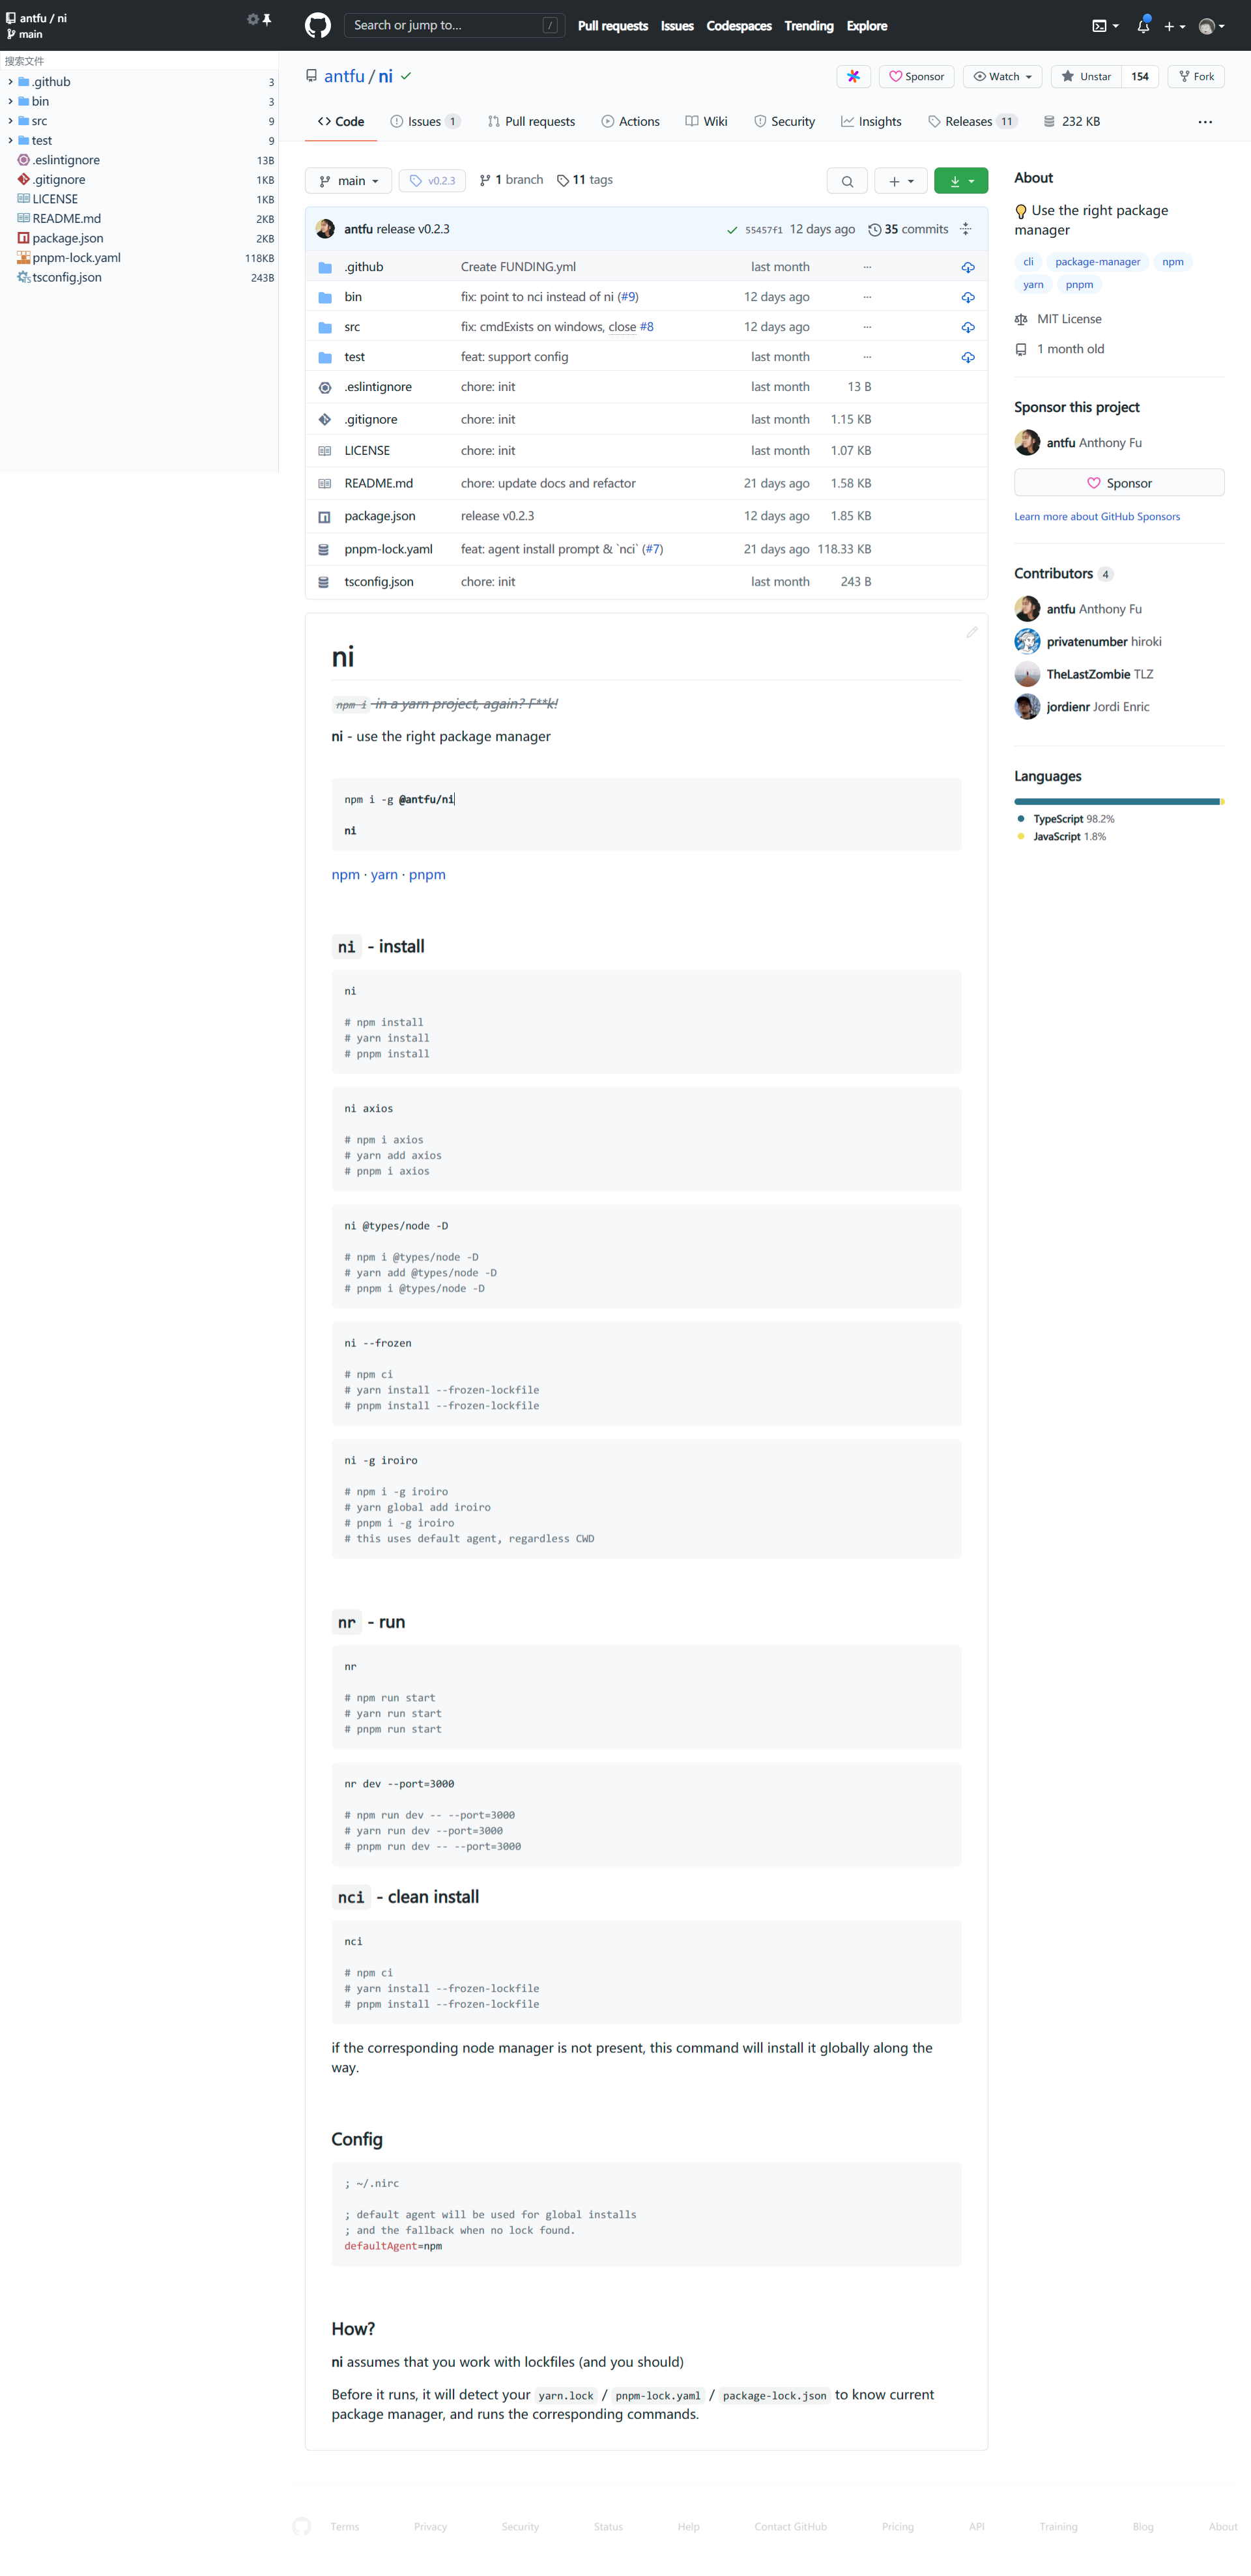 antfu / ni
main
搜索文件
.github 3
bin 3
src 9
test 9
.eslintignore 13B
.gitignore 1KB
LICENSE 1KB
README.md 2KB
package.json 2KB
pnpm-lock.yaml 118KB
tsconfig.json 243B
Search or jump to... /
Pull requests Issues Codespaces Trending Explore
antfu / ni
Sponsor Watch Unstar 154 Fork
Code Issues 1 Pull requests Actions Wiki Security Insights Releases 11 232 KB ...
main v0.2.3 1 branch 11 tags
antfu release v0.2.3 55457f1 12 days ago 35 commits
.github Create FUNDING.yml last month ...
bin fix: point to nci instead of ni (#9) 12 days ago ...
src fix: cmdExists on windows, close #8 12 days ago ...
test feat: support config last month ...
.eslintignore chore: init last month 13 B
.gitignore chore: init last month 1.15 KB
LICENSE chore: init last month 1.07 KB
README.md chore: update docs and refactor 21 days ago 1.58 KB
package.json release v0.2.3 12 days ago 1.85 KB
pnpm-lock.yaml feat: agent install prompt & `nci` (#7) 21 days ago 118.33 KB
tsconfig.json chore: init last month 243 B
ni
npm i in a yarn project, again? F**k!
ni - use the right package manager
npm i -g @antfu/ni
ni
npm · yarn · pnpm
ni - install
ni
# npm install
# yarn install
# pnpm install
ni axios
# npm i axios
# yarn add axios
# pnpm i axios
ni @types/node -D
# npm i @types/node -D
# yarn add @types/node -D
# pnpm i @types/node -D
ni --frozen
# npm ci
# yarn install --frozen-lockfile
# pnpm install --frozen-lockfile
ni -g iroiro
# npm i -g iroiro
# yarn global add iroiro
# pnpm i -g iroiro
# this uses default agent, regardless CWD
nr - run
nr
# npm run start
# yarn run start
# pnpm run start
nr dev --port=3000
# npm run dev -- --port=3000
# yarn run dev --port=3000
# pnpm run dev -- --port=3000
nci - clean install
nci
# npm ci
# yarn install --frozen-lockfile
# pnpm install --frozen-lockfile
if the corresponding node manager is not present, this command will install it globally along the
way.
Config
; ~/.nirc
; default agent will be used for global installs
; and the fallback when no lock found.
defaultAgent=npm
How?
ni assumes that you work with lockfiles (and you should)
Before it runs, it will detect your yarn.lock / pnpm-lock.yaml / package-lock.json to know current
package manager, and runs the corresponding commands.
About
Use the right package
manager
cli package-manager npm
yarn pnpm
MIT License
1 month old
Sponsor this project
antfu Anthony Fu
Sponsor
Learn more about GitHub Sponsors
Contributors 4
antfu Anthony Fu
privatenumber hiroki
TheLastZombie TLZ
jordienr Jordi Enric
Languages
TypeScript 98.2%
JavaScript 1.8%
Terms Privacy Security Status Help Contact GitHub Pricing API Training Blog About